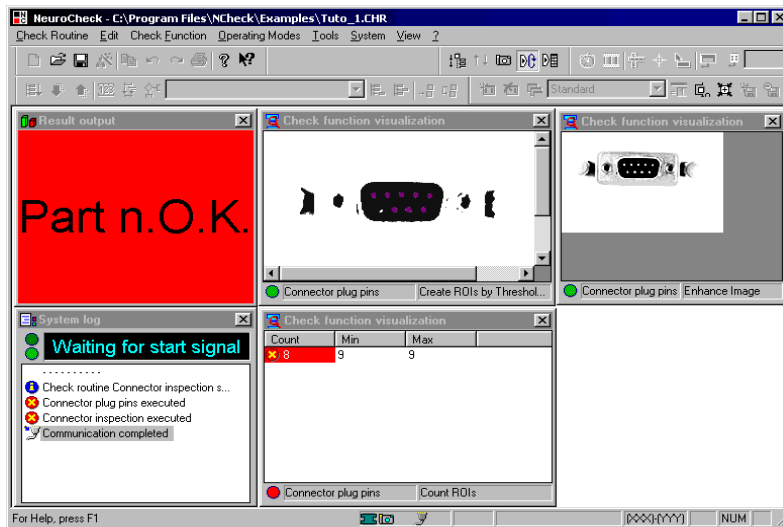 NeuroCheck - C:\Program Files\NCheck\Examples\Tuto_1.CHR
Check Routine Edit Check Function Operating Modes Tools System View ?
Standard
Result output
Part n.O.K.
Check function visualization
Connector plug pins Create ROIs by Threshol...
Check function visualization
Connector plug pins Enhance Image
System log
Waiting for start signal
- - - - - - - - - -
Check routine Connector inspection s...
Connector plug pins executed
Connector inspection executed
Communication completed
Check function visualization
Count Min Max
8 9 9
Connector plug pins Count ROIs
For Help, press F1 (XXX)-(YYY) NUM